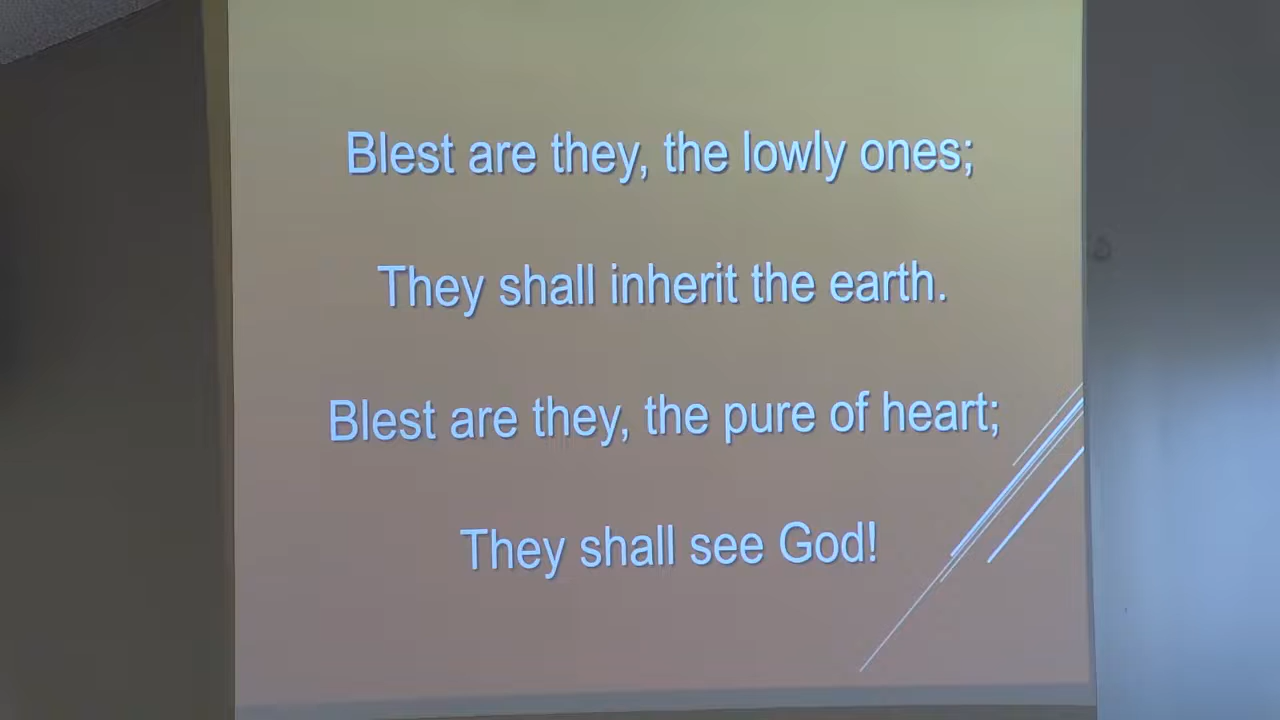 Blest are they, the lowly ones;
They shall inherit the earth.
Blest are they, the pure of heart;
They shall see God!